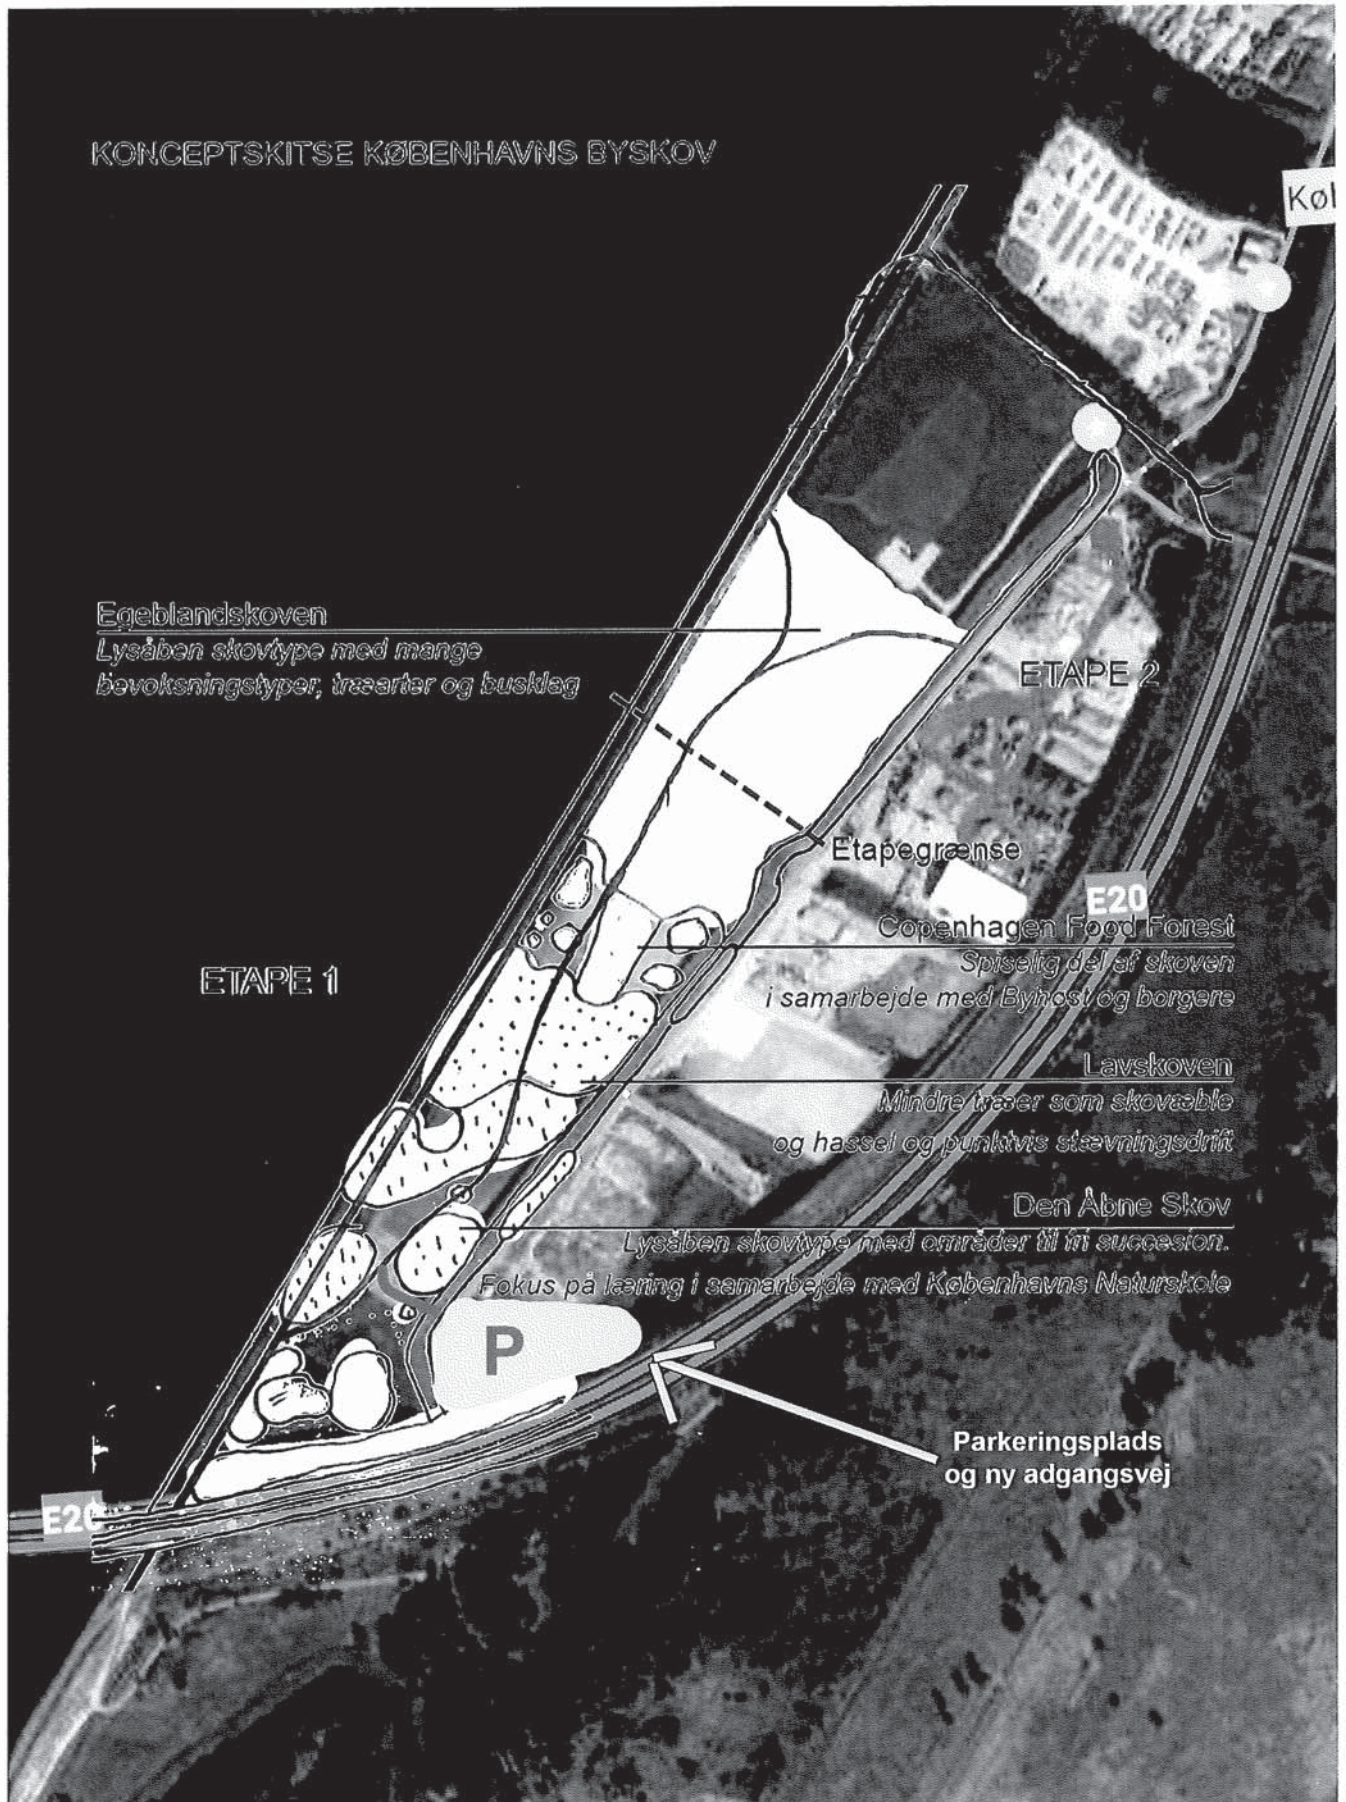 KONCEPTSKITSE KØBENHAVNS BYSKOV
Køl
Egeblandskoven
Lysåben skovtype med mange
bevoksningstyper, træarter og busklag
ETAPE 2
Etapegrænse
E20
Copenhagen Food Forest
Spiselig del af skoven
i samarbejde med Byhøst og borgere
ETAPE 1
Lavskoven
Mindre træer som skovæble
og hassel og punktvis stævningsdrift
Den Åbne Skov
Lysåben skovtype med områder til fri succesion.
Fokus på læring i samarbejde med Københavns Naturskole
P
Parkeringsplads
og ny adgangsvej
E20